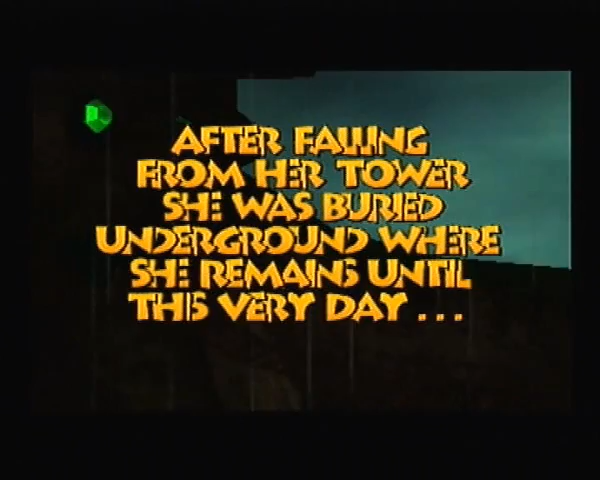 AFTER FALLING
FROM HER TOWER
SHE WAS BURIED
UNDERGROUND WHERE
SHE REMAINS UNTIL
THIS VERY DAY . . .